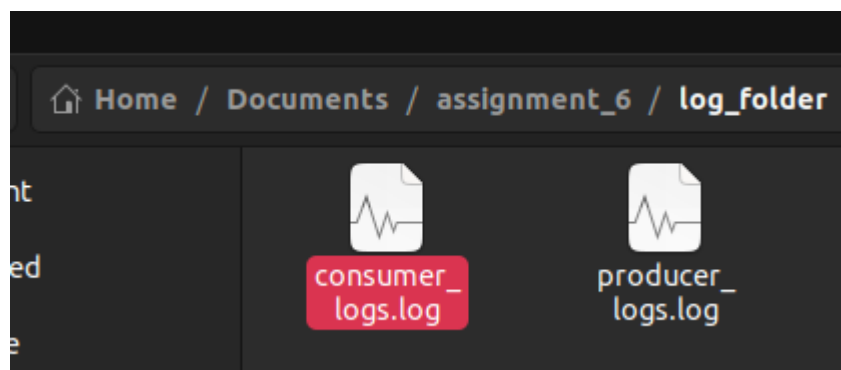 Home / Documents / assignment_6 / log_folder
nt
ed
e
consumer_
logs.log
producer_
logs.log